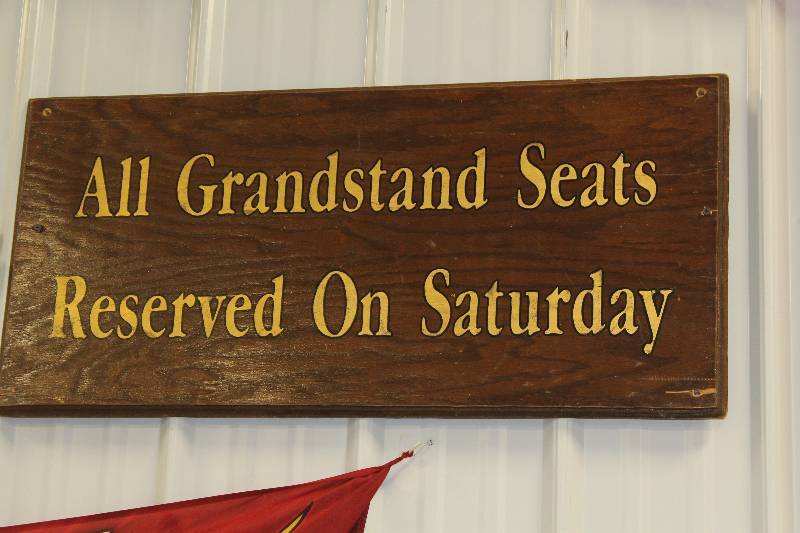 All Grandstand Seats
Reserved On Saturday